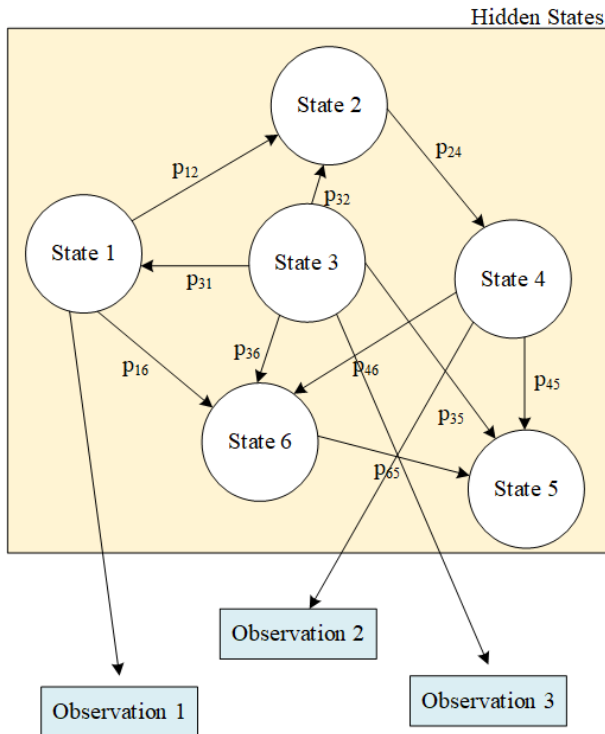 Hidden States
State 2
p₁₂
p₂₄
p₃₂
State 1
State 3
State 4
p₃₁
p₃₆
p₁₆
p₄₆
p₄₅
p₃₅
State 6
p₆₅
State 5
Observation 2
Observation 1
Observation 3